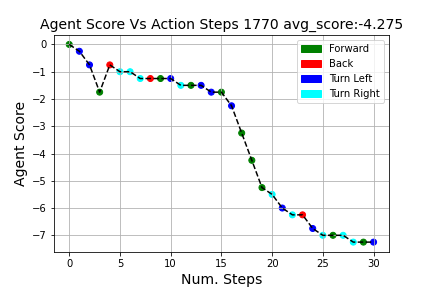 Agent Score Vs Action Steps 1770 avg_score:-4.275
Forward
Back
Turn Left
Turn Right
Agent Score
0
−1
−2
−3
−4
−5
−6
−7
0 5 10 15 20 25 30
Num. Steps